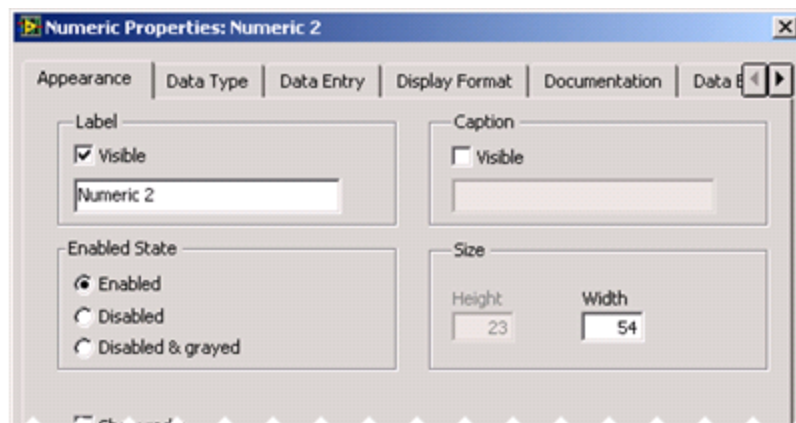 Numeric Properties: Numeric 2
Appearance Data Type Data Entry Display Format Documentation Data
Label
Visible
Numeric 2
Caption
Visible
Enabled State
Enabled
Disabled
Disabled & grayed
Size
Height Width
23 54